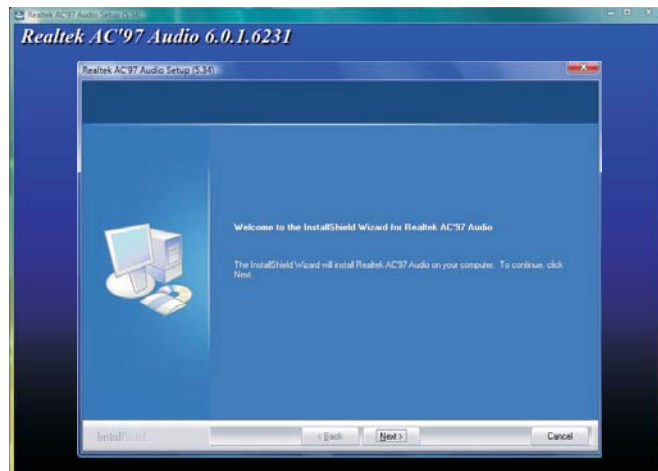 Realtek AC'97 Audio Setup (5.34)
Realtek AC'97 Audio 6.0.1.6231
Realtek AC'97 Audio Setup (5.34)
Welcome to the InstallShield Wizard for Realtek AC'97 Audio
The InstallShield Wizard will install Realtek AC'97 Audio on your computer. To continue, click
Next.
InstallShield
< Back
Next >
Cancel